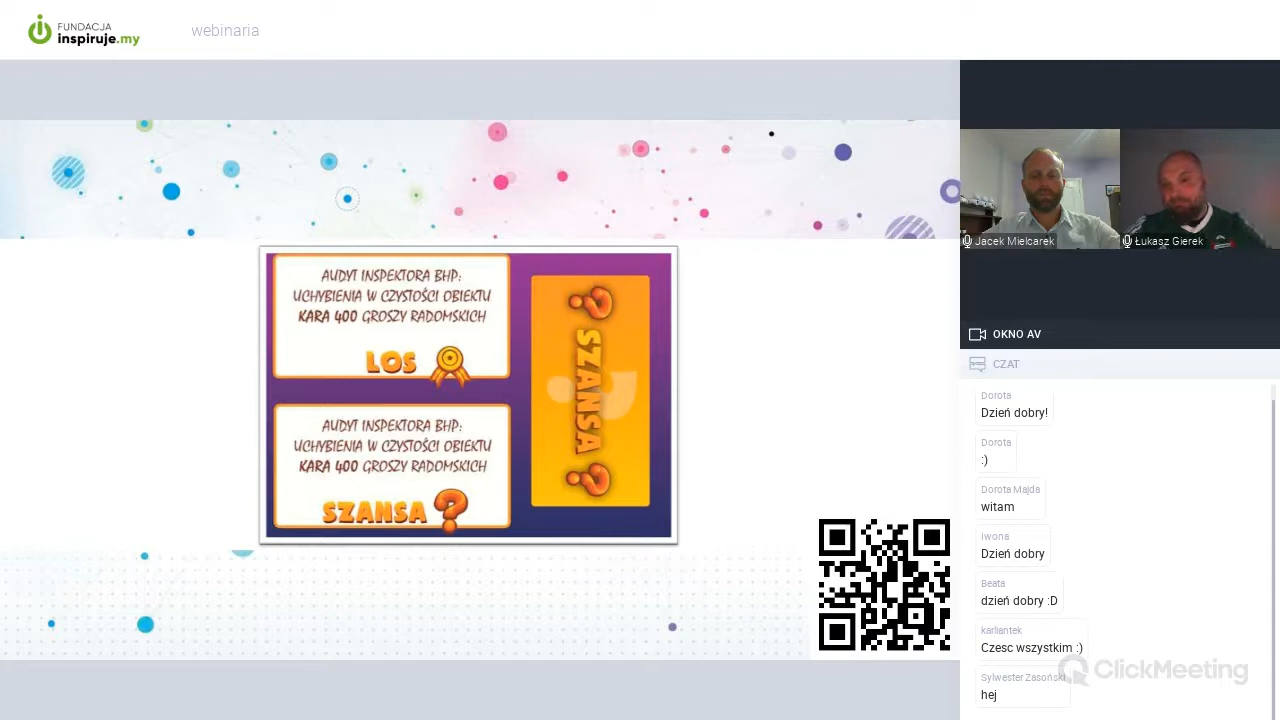 FUNDACJA
inspiruje.my
webinaria
AUDYT INSPEKTORA BHP:
UCHYBIENIA W CZYSTOŚCI OBIEKTU
KARA 400 GROSZY RADOMSKICH
LOS
AUDYT INSPEKTORA BHP:
UCHYBIENIA W CZYSTOŚCI OBIEKTU
KARA 400 GROSZY RADOMSKICH
SZANSA ?
? SZANSA ?
Jacek Mielcarek
Łukasz Gierek
OKNO AV
CZAT
Dorota
Dzień dobry!
Dorota
:)
Dorota Majda
witam
Iwona
Dzień dobry
Beata
dzień dobry :D
karliantek
Czesc wszystkim :)
Sylwester Zasoński
hej
ClickMeeting